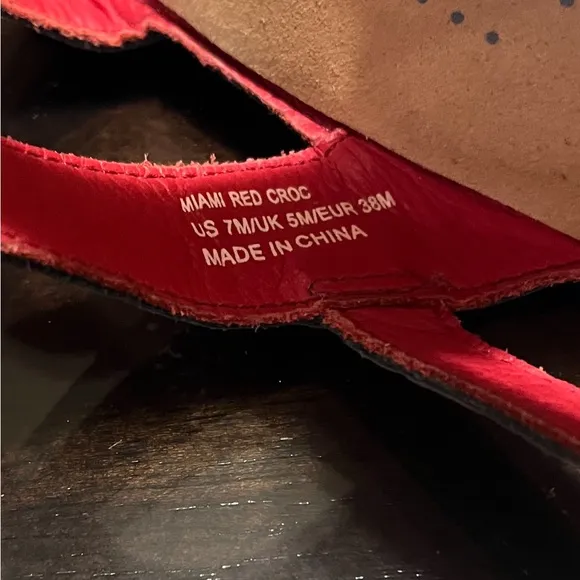 MIAMI RED CROC
US 7M/UK 5M/EUR 38M
MADE IN CHINA